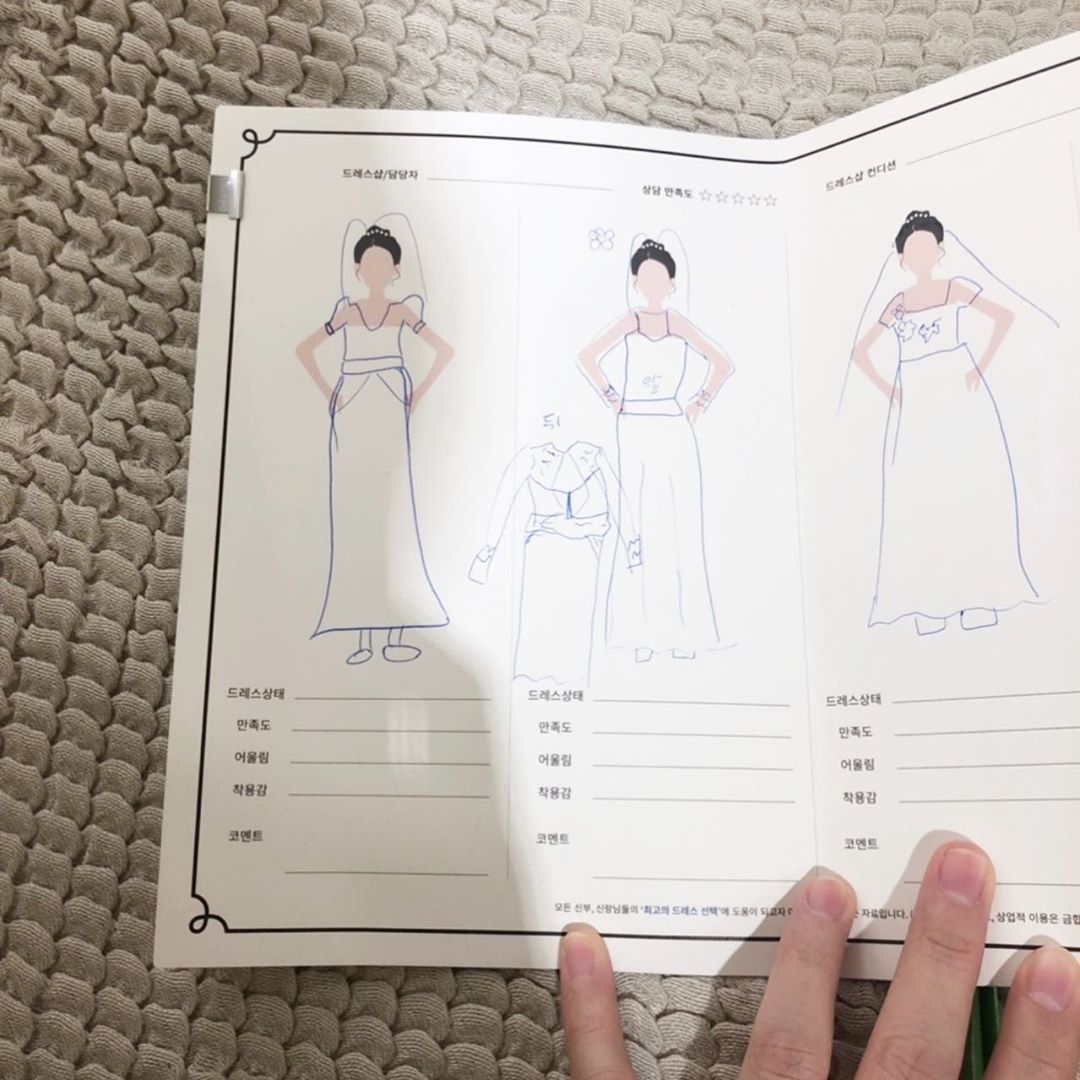 드레스샵/담당자
상담 만족도 ☆☆☆☆☆
드레스샵 컨디션
앞
뒤
드레스상태
만족도
어울림
착용감
코멘트
드레스상태
만족도
어울림
착용감
코멘트
드레스상태
만족도
어울림
착용감
코멘트
모든 신부, 신랑님들의 '최고의 드레스 선택'에 도움이 되고자 자료입니다. 상업적 이용은 금합